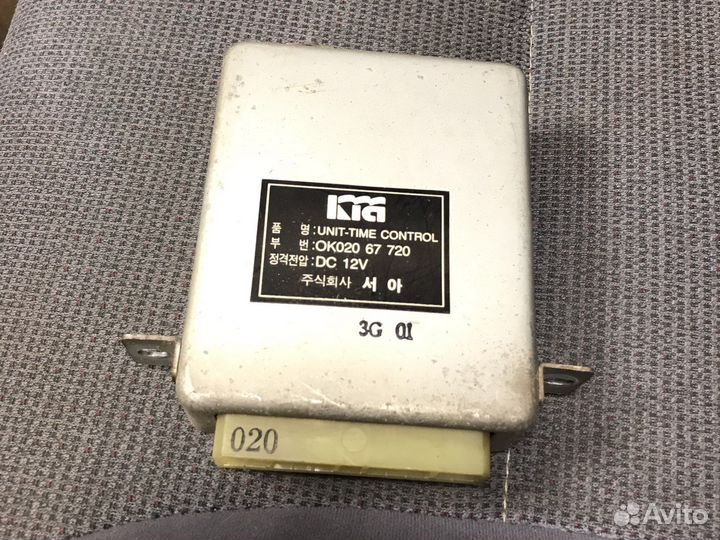 KIA
품 명:UNIT-TIME CONTROL
부 번:OK020 67 720
정격전압:DC 12V
주식회사 서아
3G 01
020
Avito